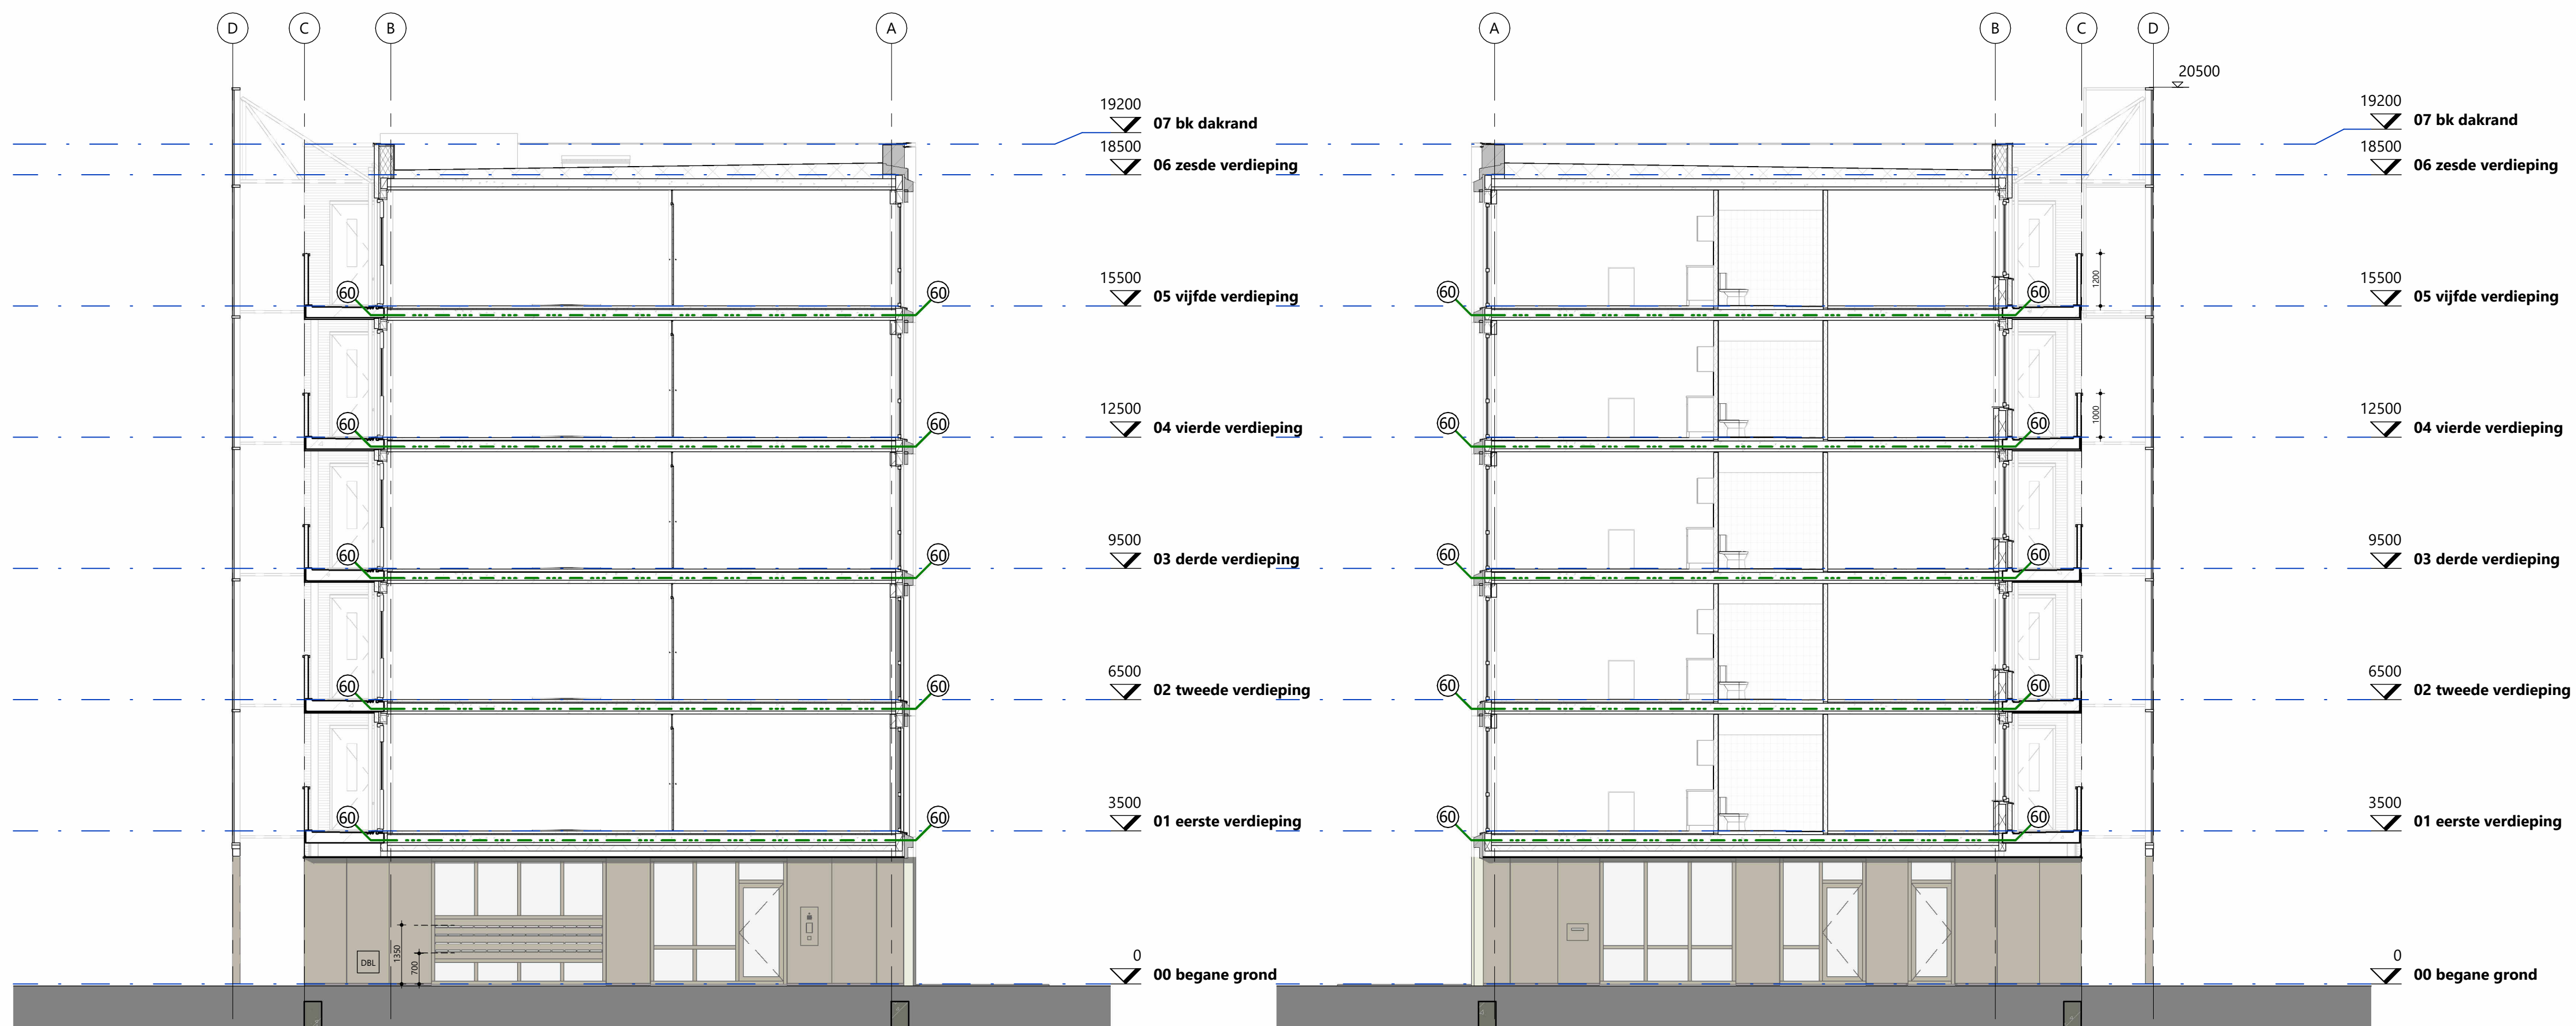 D C B A
A B C D
20500
19200
07 bk dakrand
18500
06 zesde verdieping
15500
05 vijfde verdieping
12500
04 vierde verdieping
9500
03 derde verdieping
6500
02 tweede verdieping
3500
01 eerste verdieping
0
00 begane grond
19200
07 bk dakrand
18500
06 zesde verdieping
15500
05 vijfde verdieping
12500
04 vierde verdieping
9500
03 derde verdieping
6500
02 tweede verdieping
3500
01 eerste verdieping
0
00 begane grond
60 60 60 60
60 60 60 60
60 60 60 60
60 60 60 60
60 60 60 60
1200
1000
DBL
1350
700